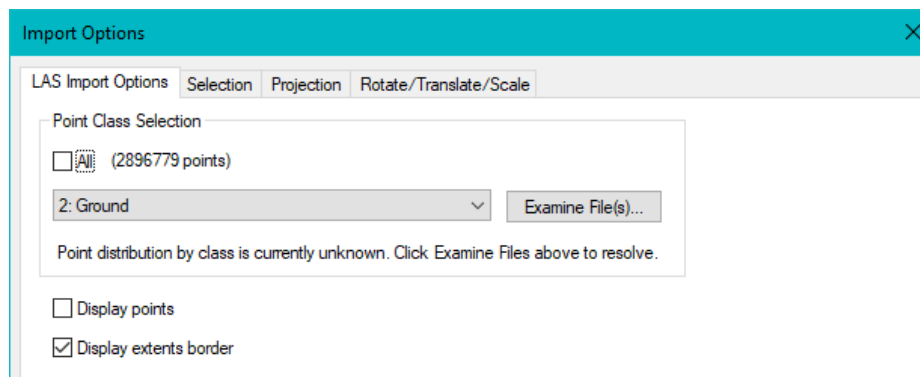 Import Options
LAS Import Options Selection Projection Rotate/Translate/Scale
Point Class Selection
All (2896779 points)
2: Ground Examine File(s)...
Point distribution by class is currently unknown. Click Examine Files above to resolve.
Display points
Display extents border